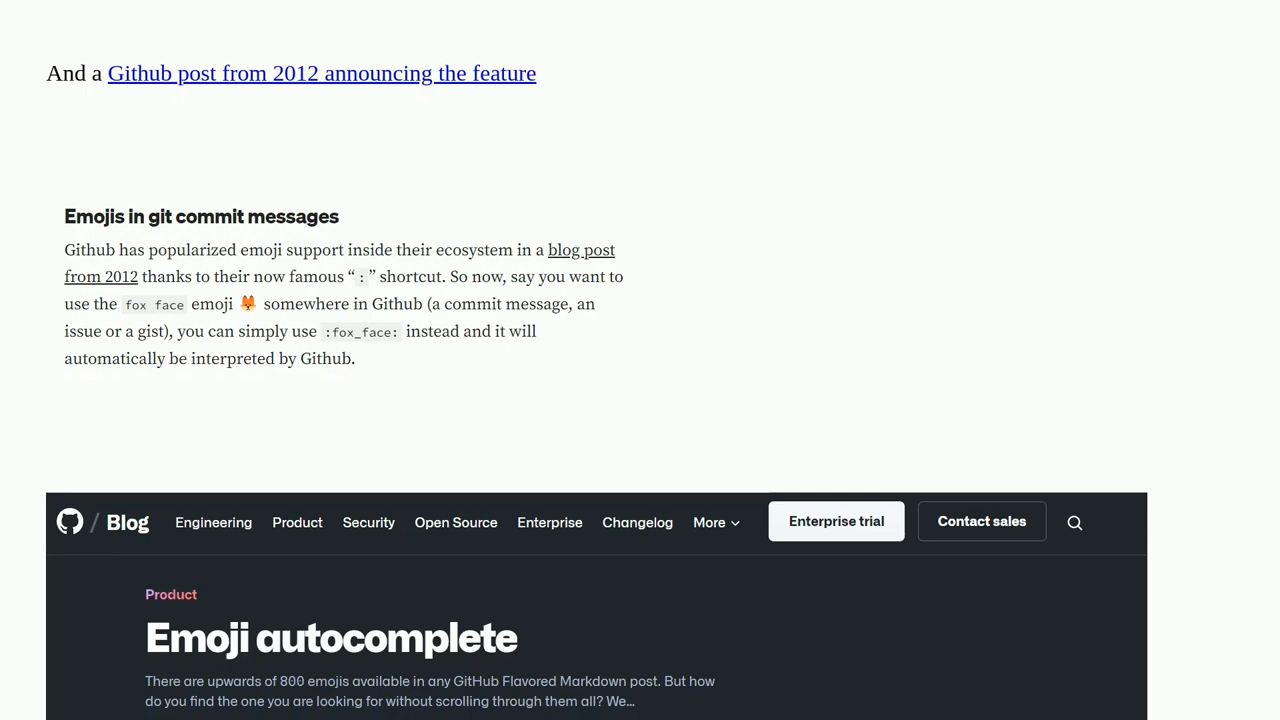 And a Github post from 2012 announcing the feature
Emojis in git commit messages
Github has popularized emoji support inside their ecosystem in a blog post
from 2012 thanks to their now famous “:” shortcut. So now, say you want to
use the fox face emoji 🦊 somewhere in Github (a commit message, an
issue or a gist), you can simply use :fox_face: instead and it will
automatically be interpreted by Github.
/ Blog Engineering Product Security Open Source Enterprise Changelog More Enterprise trial Contact sales
Product
Emoji autocomplete
There are upwards of 800 emojis available in any GitHub Flavored Markdown post. But how
do you find the one you are looking for without scrolling through them all? We…